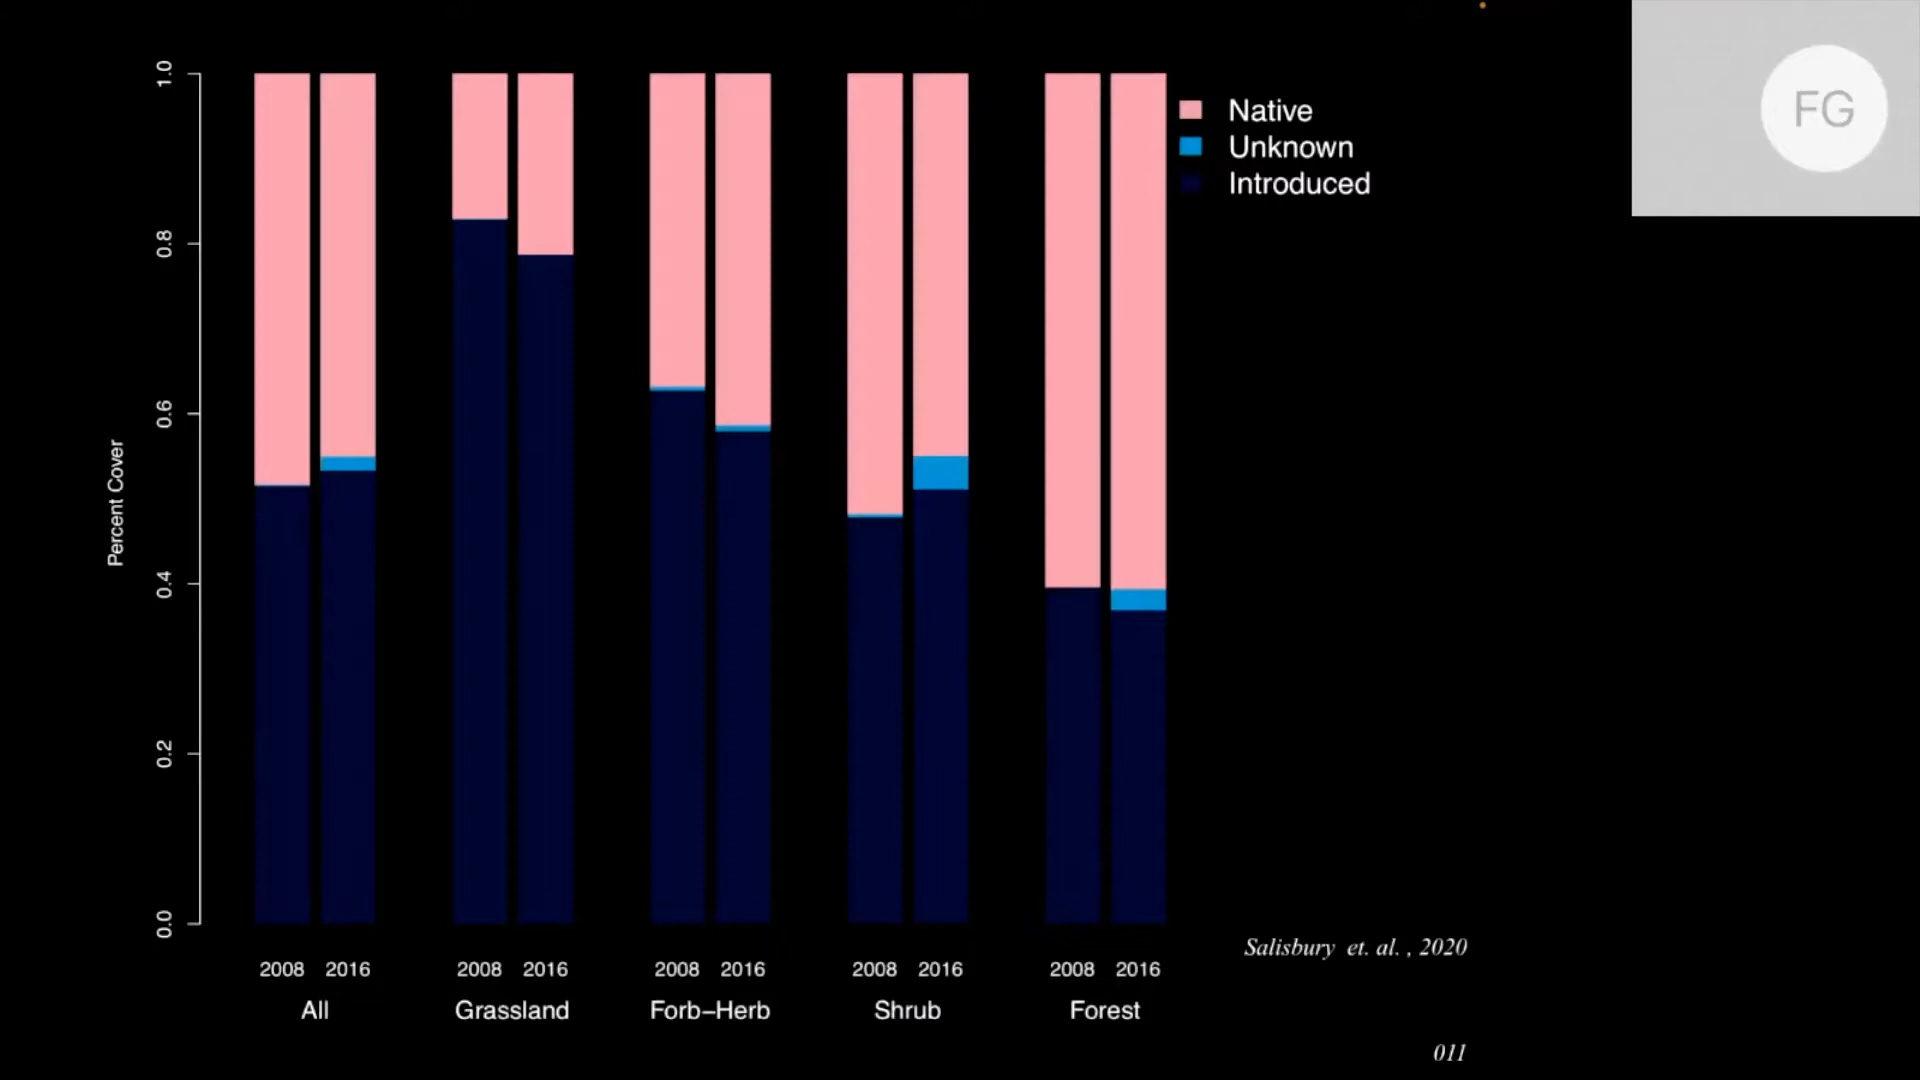 FG
Native
Unknown
Introduced
Percent Cover
1.0
0.8
0.6
0.4
0.2
0.0
2008 2016 2008 2016 2008 2016 2008 2016 2008 2016
All Grassland Forb–Herb Shrub Forest
Salisbury et. al. , 2020
011